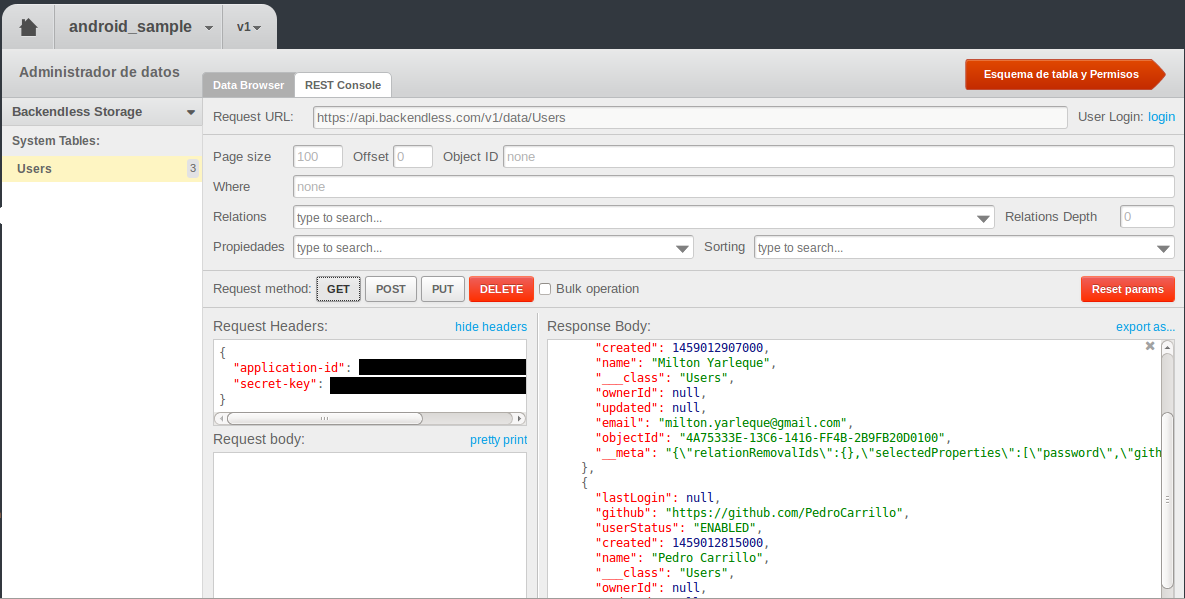 android_sample
v1
Administrador de datos
Data Browser
REST Console
Esquema de tabla y Permisos
Backendless Storage
System Tables:
Users 3
Request URL: https://api.backendless.com/v1/data/Users User Login: login
Page size 100 Offset 0 Object ID none
Where none
Relations type to search... Relations Depth 0
Propiedades type to search... Sorting type to search...
Request method: GET POST PUT DELETE Bulk operation Reset params
Request Headers: hide headers
{
"application-id":
"secret-key":
}
Request body: pretty print
Response Body: export as...
"created": 1459012907000,
"name": "Milton Yarleque",
"___class": "Users",
"ownerId": null,
"updated": null,
"email": "milton.yarleque@gmail.com",
"objectId": "4A75333E-13C6-1416-FF4B-2B9FB20D0100",
"__meta": "{\"relationRemovalIds\":{},\"selectedProperties\":[\"password\",\"gith
},
{
"lastLogin": null,
"github": "https://github.com/PedroCarrillo",
"userStatus": "ENABLED",
"created": 1459012815000,
"name": "Pedro Carrillo",
"___class": "Users",
"ownerId": null,